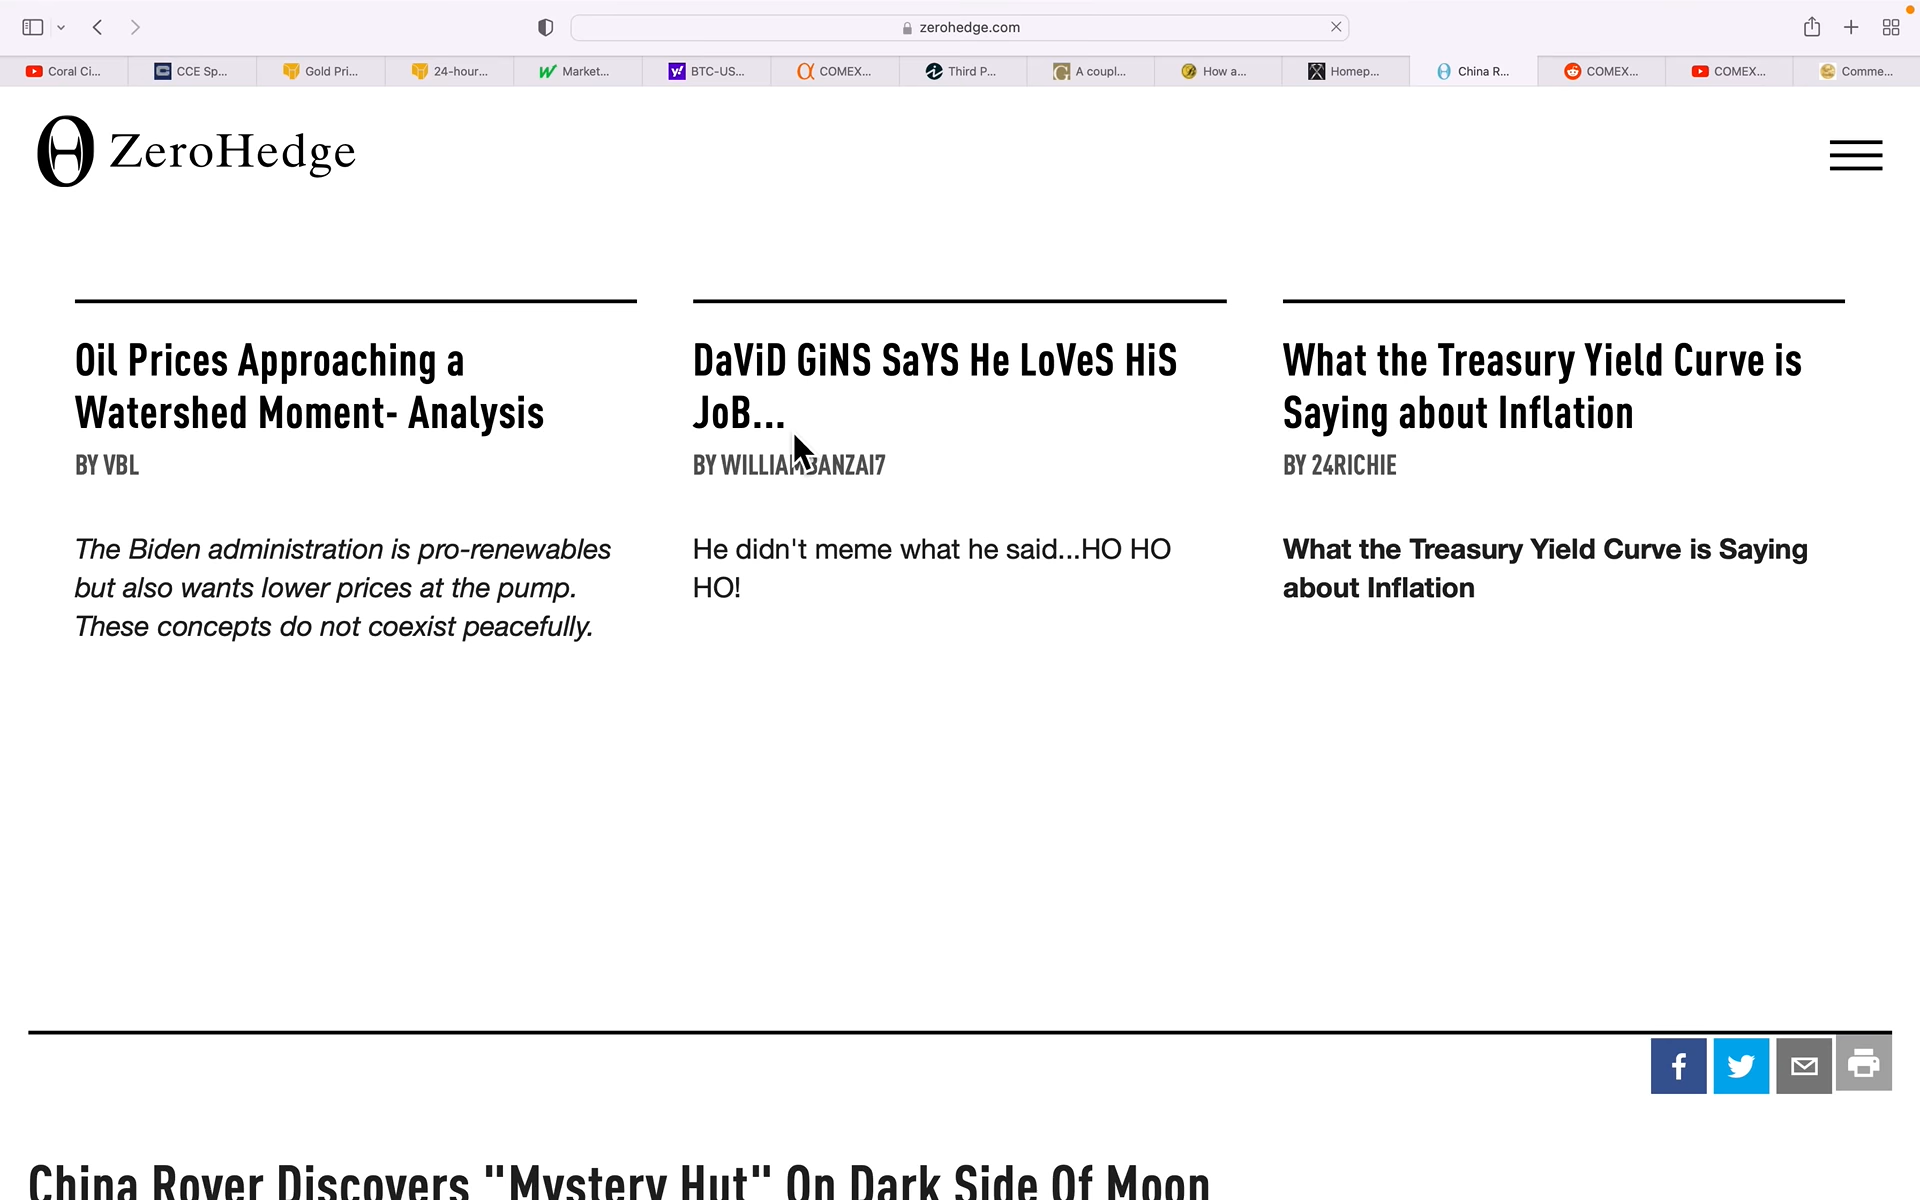 zerohedge.com
Coral Ci... CCE Sp... Gold Pri... 24-hour... Market... BTC-US... COMEX... Third P... A coupl... How a... Homep... China R... COMEX... COMEX... Comme...
ZeroHedge
Oil Prices Approaching a
Watershed Moment- Analysis
BY VBL
The Biden administration is pro-renewables
but also wants lower prices at the pump.
These concepts do not coexist peacefully.
DaViD GiNS SaYS He LoVeS HiS
JoB...
BY WILLIAMBANZAI7
He didn't meme what he said...HO HO
HO!
What the Treasury Yield Curve is
Saying about Inflation
BY 24RICHIE
What the Treasury Yield Curve is Saying
about Inflation
China Rover Discovers "Mystery Hut" On Dark Side Of Moon